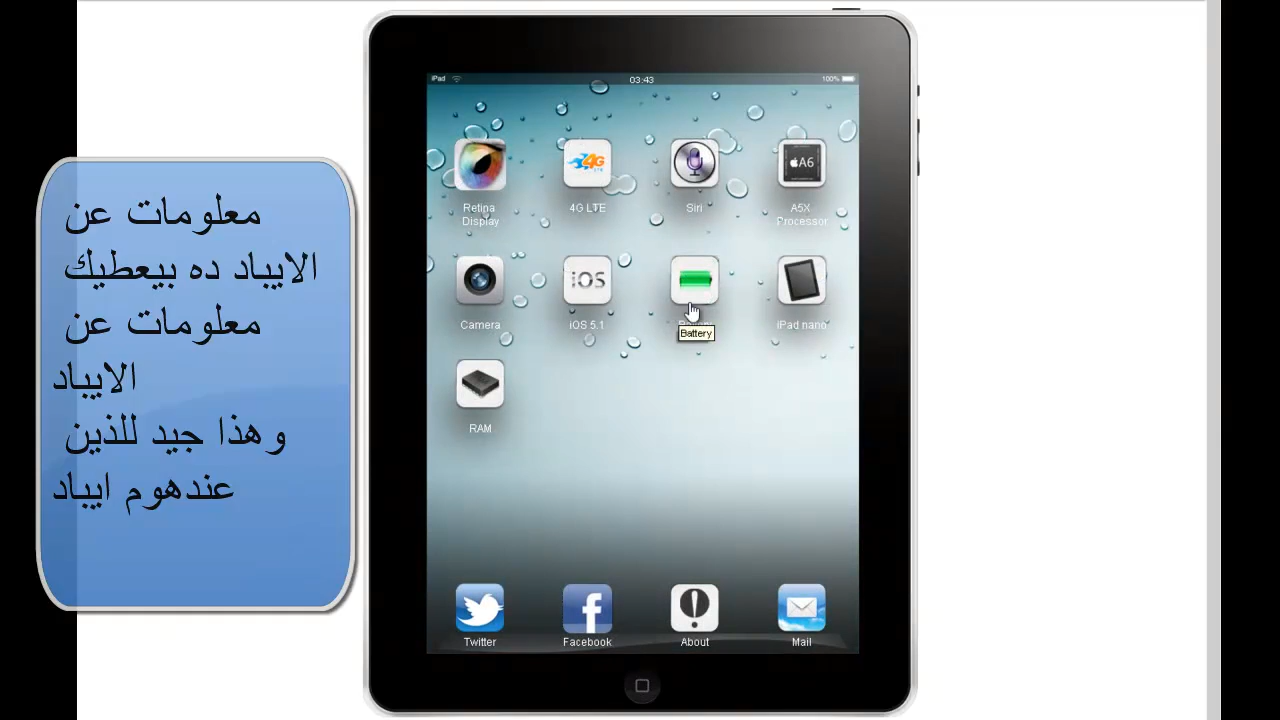 معلومات عن
الايباد ده بيعطيك
معلومات عن
الايباد
وهذا جيد للذين
عندهوم ايباد
iPad
03:43
100%
4G
LTE
A6
Retina
Display
4G LTE
Siri
A5X
Processor
iOS
Camera
iOS 5.1
iPad nano
Battery
RAM
Twitter
Facebook
About
Mail